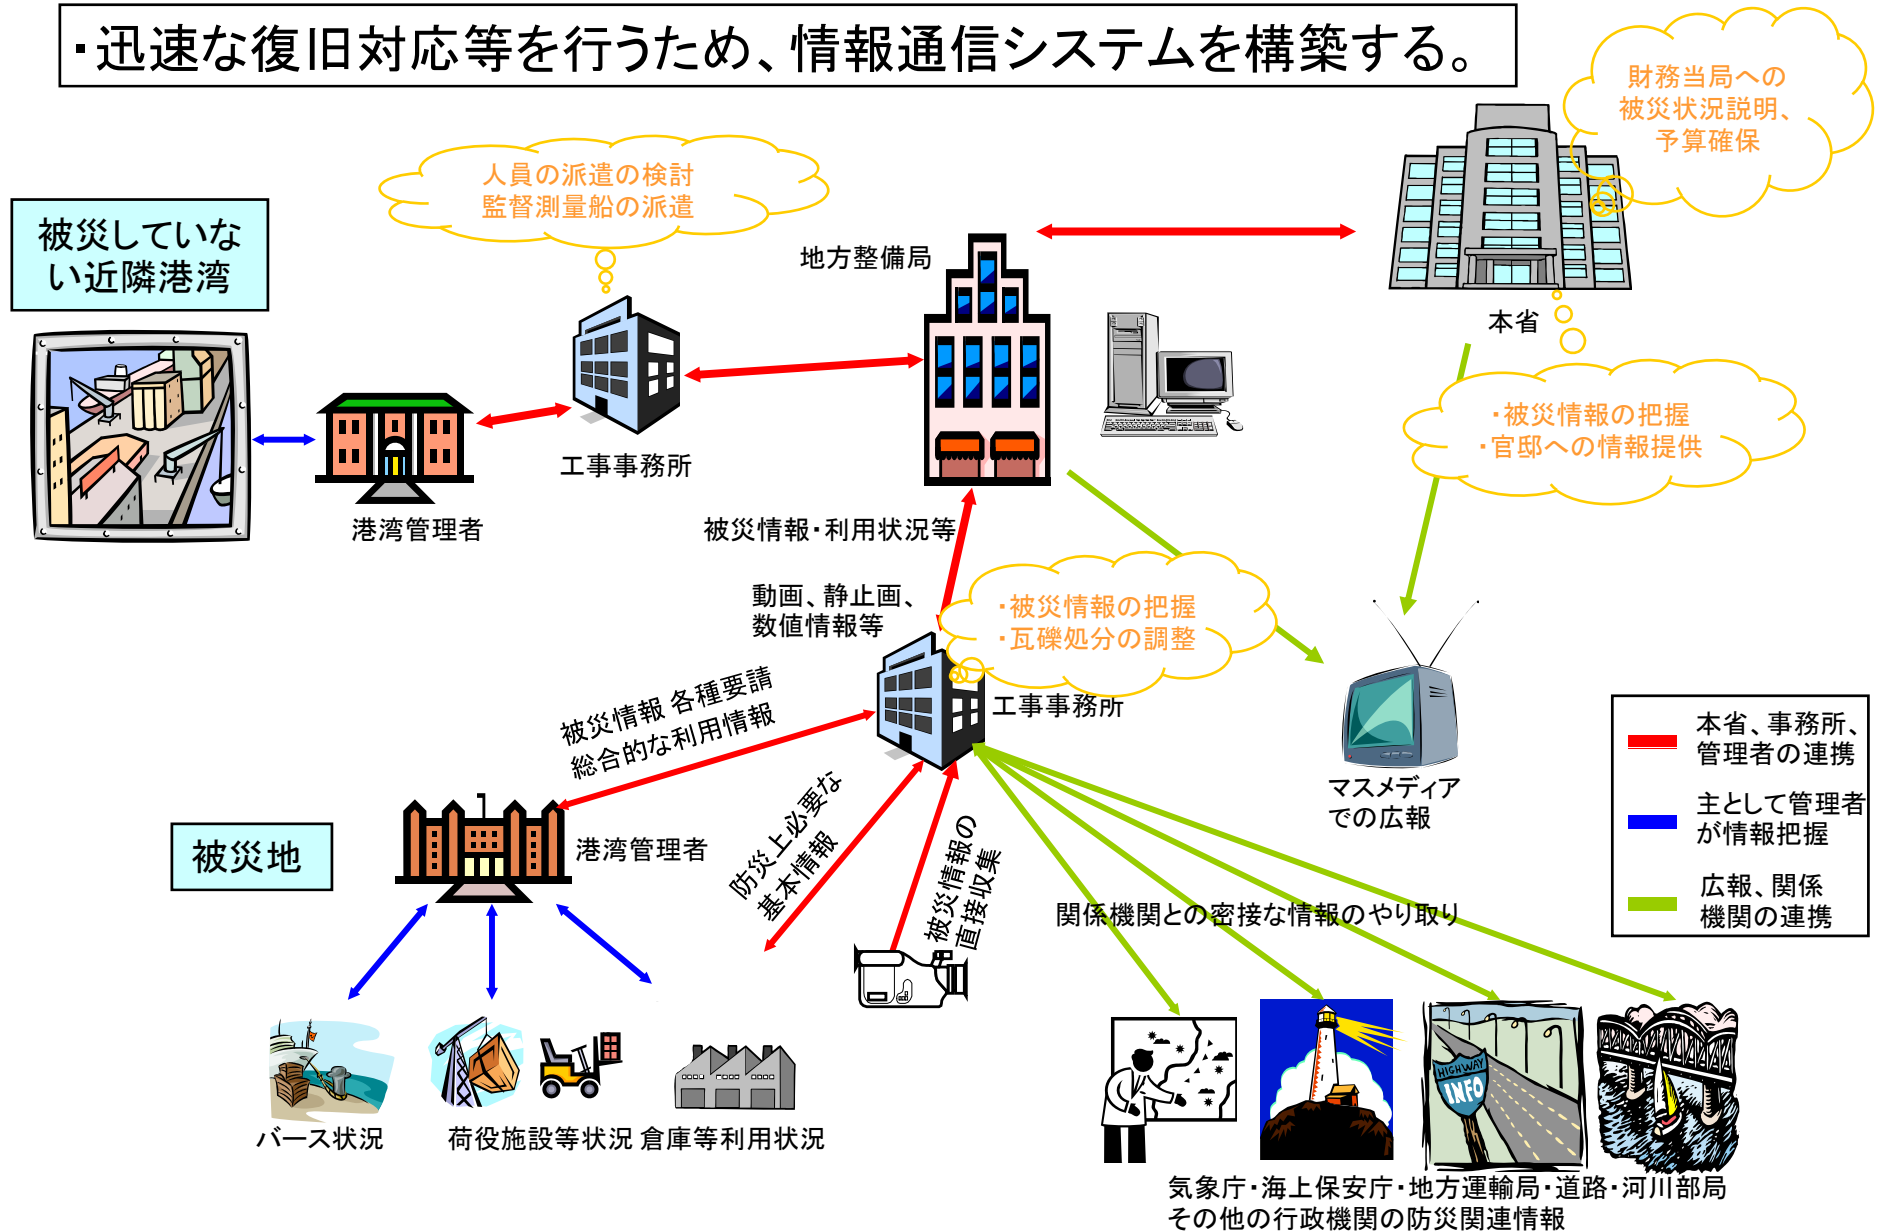 ・迅速な復旧対応等を行うため、情報通信システムを構築する。
財務当局への
被災状況説明、
予算確保
人員の派遣の検討
監督測量船の派遣
被災していな
い近隣港湾
地方整備局
本省
・被災情報の把握
・官邸への情報提供
工事事務所
港湾管理者
被災情報・利用状況等
動画、静止画、
数値情報等
・被災情報の把握
・瓦礫処分の調整
工事事務所
被災情報 各種要請
総合的な利用情報
マスメディア
での広報
本省、事務所、
管理者の連携
主として管理者
が情報把握
広報、関係
機関の連携
被災地
港湾管理者
防災上必要な
基本情報
被災情報の
直接収集
関係機関との密接な情報のやり取り
HIGHWAY
INFO
バース状況
荷役施設等状況
倉庫等利用状況
気象庁・海上保安庁・地方運輸局・道路・河川部局
その他の行政機関の防災関連情報